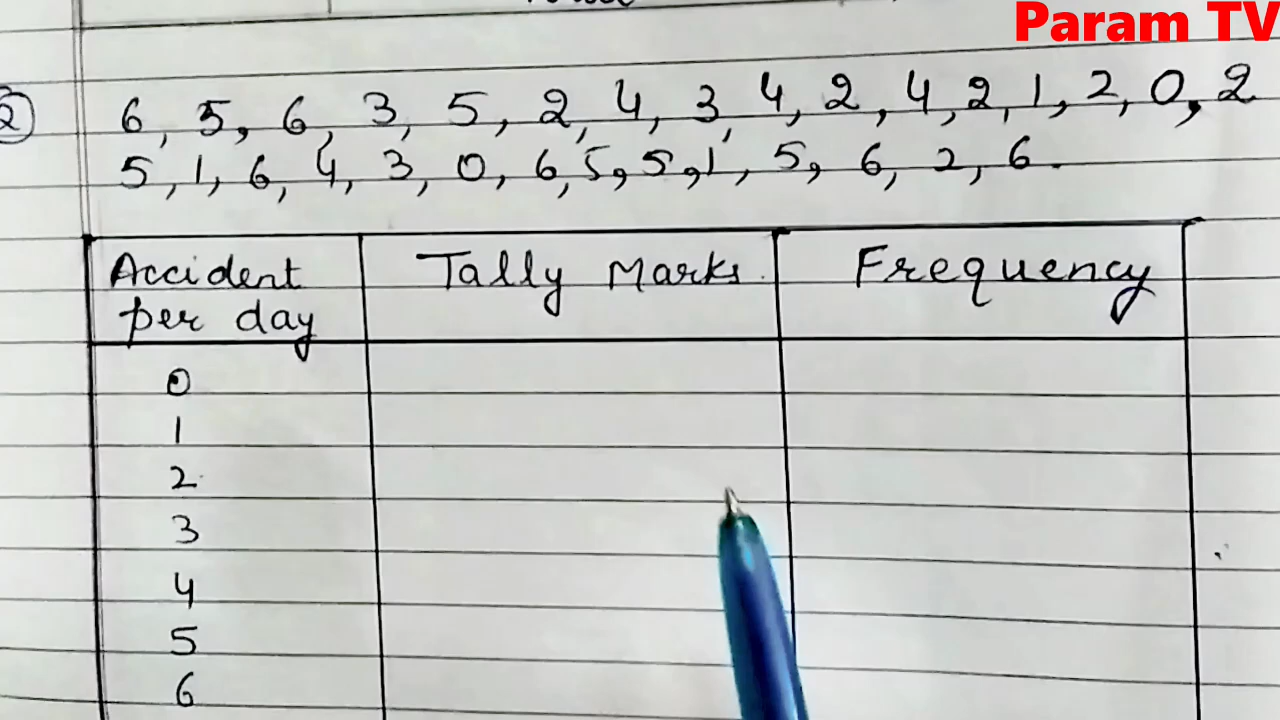 Param TV
2 6, 5, 6, 3, 5, 2, 4, 3, 4, 2, 4, 2, 1, 2, 0, 2
5, 1, 6, 4, 3, 0, 6, 5, 5, 1, 5, 6, 2, 6.
Accident per day Tally Marks. Frequency
0
1
2
3
4
5
6